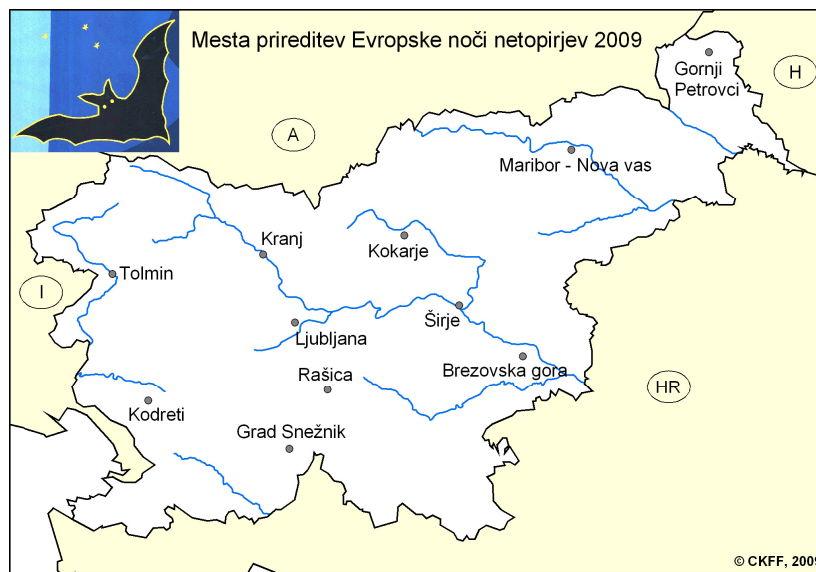 Mesta prireditev Evropske noči netopirjev 2009
H
Gornji
Petrovci
A
Maribor - Nova vas
Kranj
Kokarje
Tolmin
I
Širje
Ljubljana
Brezovska gora
Rašica
HR
Kodreti
Grad Snežnik
© CKFF, 2009